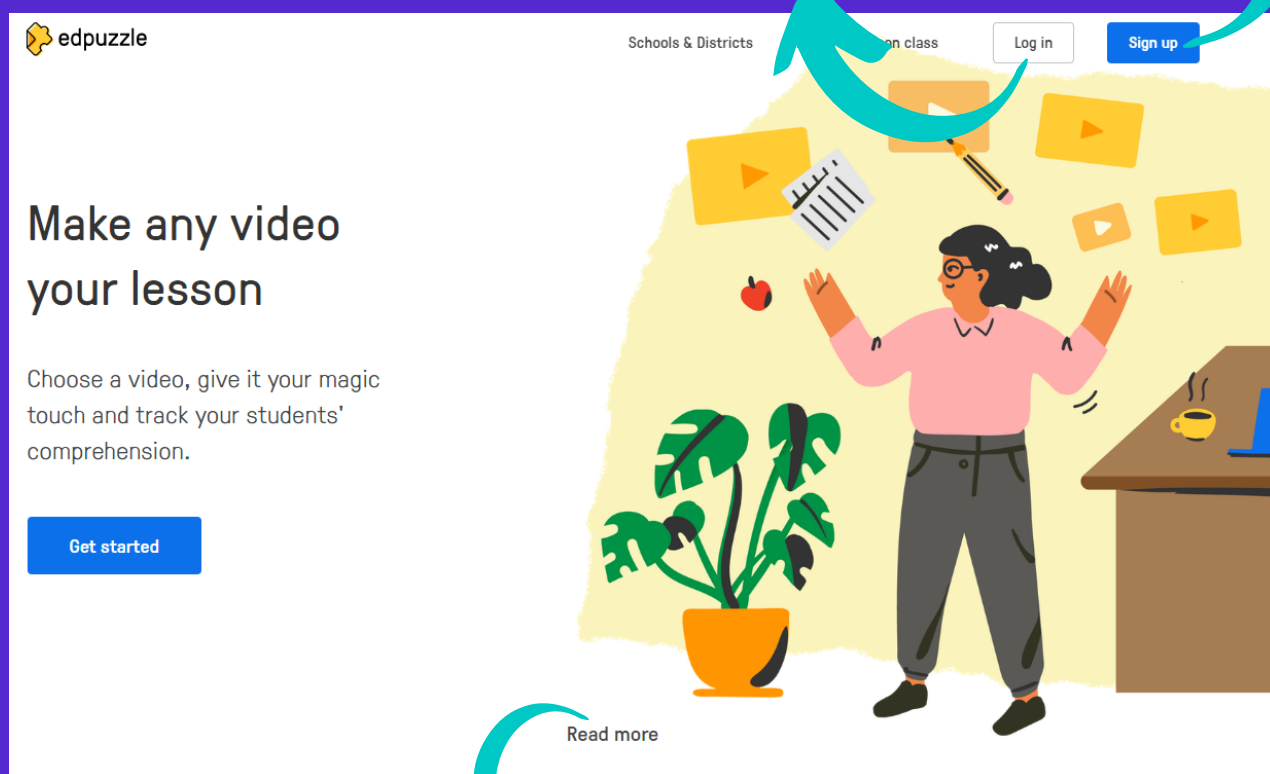 edpuzzle
Schools & Districts
class
Log in
Sign up
Make any video
your lesson
Choose a video, give it your magic
touch and track your students'
comprehension.
Get started
Read more